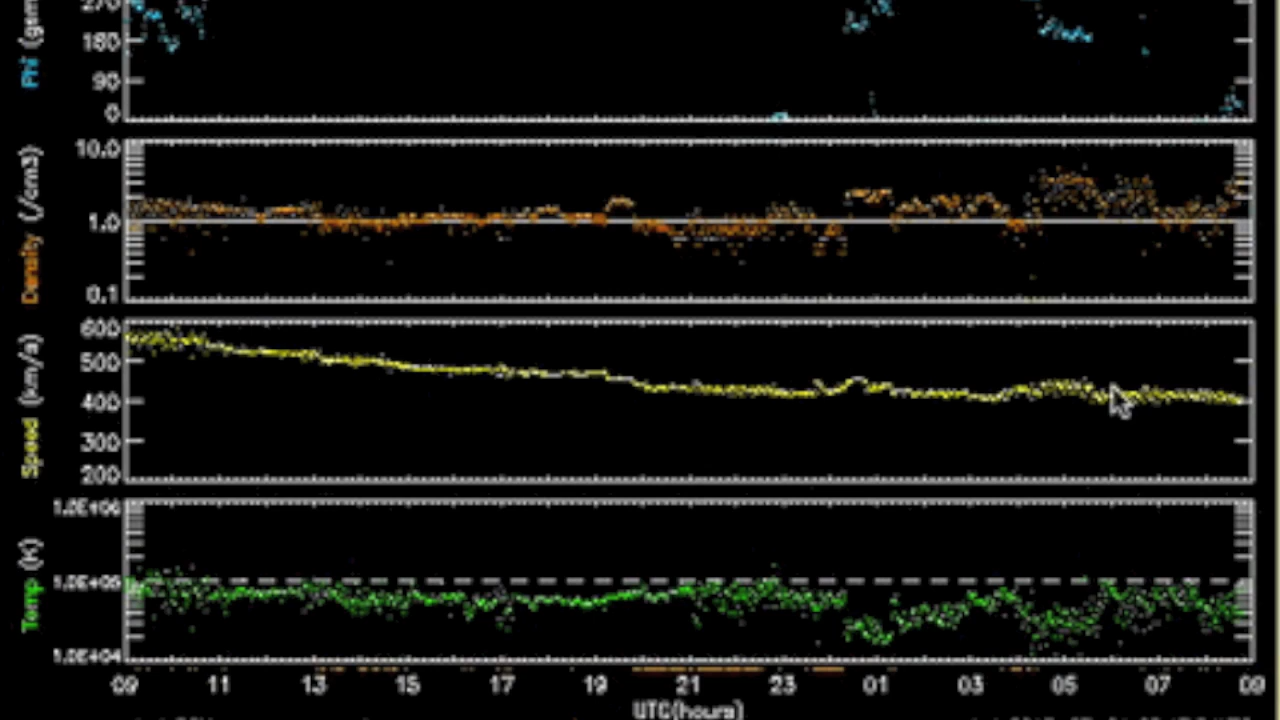 Phi (gsm
270
180
90
0
Density (/cm3)
10.0
1.0
0.1
Speed (km/s)
600
500
400
300
200
Temp (K)
1.0E+06
1.0E+05
1.0E+04
09 11 13 15 17 19 21 23 01 03 05 07 09
UTC(hours)